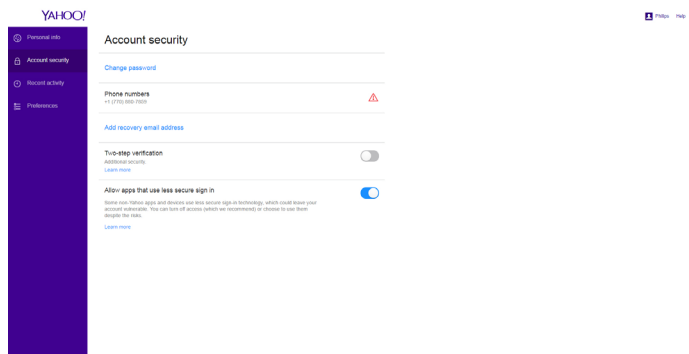 YAHOO!
Philips Help
Personal info
Account security
Recent activity
Preferences
Account security
Change password
Phone numbers
Add recovery email address
Two-step verification
Additional security.
Learn more
Allow apps that use less secure sign in
Some non-Yahoo apps and devices use less secure sign-in technology, which could leave your
account vulnerable. You can turn off access (which we recommend) or choose to use them
despite the risks.
Learn more